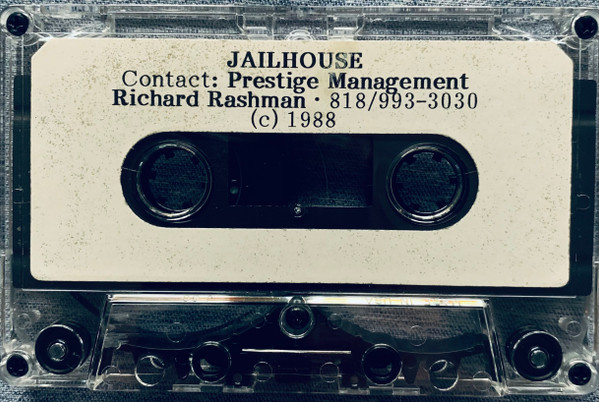 JAILHOUSE
Contact: Prestige Management
Richard Rashman · 818/993-3030
(c) 1988